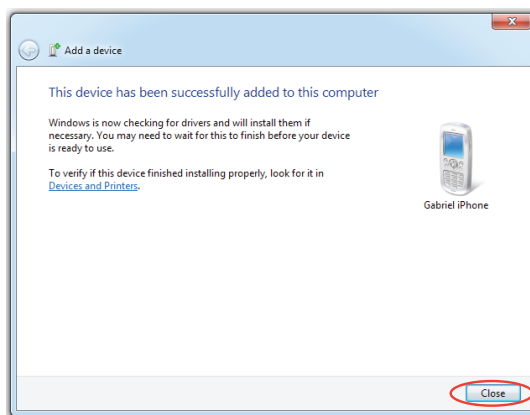 Add a device
This device has been successfully added to this computer
Windows is now checking for drivers and will install them if
necessary. You may need to wait for this to finish before your device
is ready to use.
To verify if this device finished installing properly, look for it in
Devices and Printers.
Gabriel iPhone
Close